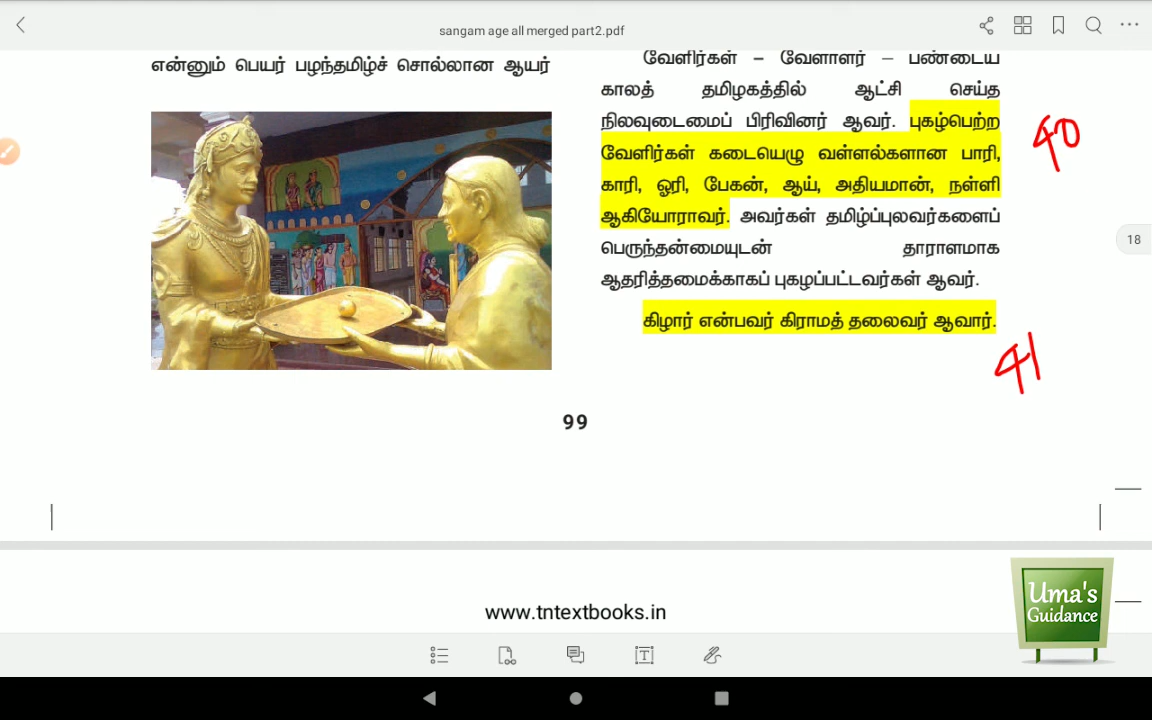 sangam age all merged part2.pdf
என்னும் பெயர் பழந்தமிழ்ச் சொல்லான ஆயர்
வேளிர்கள் – வேளாளர் – பண்டைய
காலத் தமிழகத்தில் ஆட்சி செய்த
நிலவுடைமைப் பிரிவினர் ஆவர். புகழ்பெற்ற
வேளிர்கள் கடையெழு வள்ளல்களான பாரி,
காரி, ஓரி, பேகன், ஆய், அதியமான், நள்ளி
ஆகியோராவர். அவர்கள் தமிழ்ப்புலவர்களைப்
பெருந்தன்மையுடன் தாராளமாக
ஆதரித்தமைக்காகப் புகழப்பட்டவர்கள் ஆவர்.
கிழார் என்பவர் கிராமத் தலைவர் ஆவார்.
40
18
41
99
Uma's
Guidance
www.tntextbooks.in